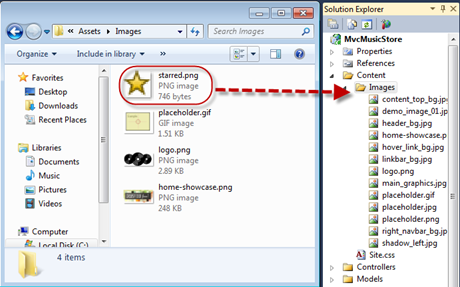 Assets
Images
Search Images
Organize
Include in library
»
Favorites
Desktop
Downloads
Recent Places
Libraries
Documents
Music
Pictures
Videos
Computer
Local Disk (C:)
starred.png
PNG image
746 bytes
placeholder.gif
GIF image
1.51 KB
logo.png
PNG image
2.89 KB
home-showcase.png
PNG image
248 KB
4 items
Solution Explorer
MvcMusicStore
Properties
References
Content
Images
content_top_bg.jpg
demo_image_01.jp
header_bg.jpg
home-showcase.p
hover_link_bg.jpg
linkbar_bg.jpg
logo.png
main_graphics.jpg
placeholder.gif
placeholder.jpg
placeholder.png
right_navbar_bg.jp
shadow_left.jpg
Site.css
Controllers
Models